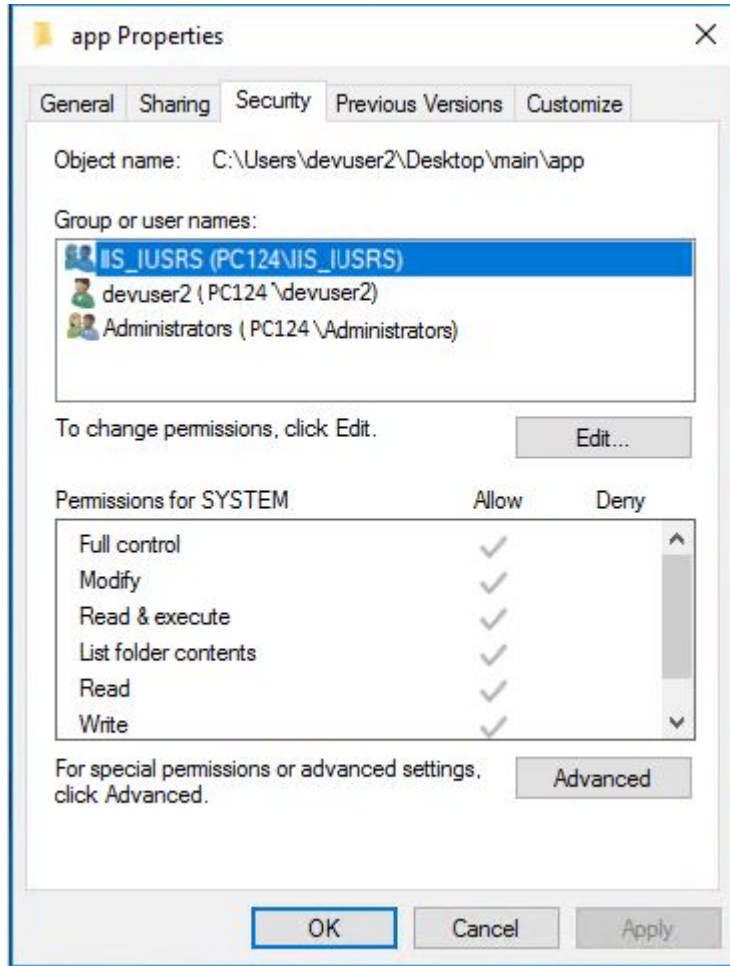 app Properties
General Sharing Security Previous Versions Customize
Object name: C:\Users\devuser2\Desktop\main\app
Group or user names:
IIS_IUSRS (PC124\IIS_IUSRS)
devuser2 ( PC124 \devuser2)
Administrators ( PC124 \Administrators)
To change permissions, click Edit.
Edit...
Permissions for SYSTEM Allow Deny
Full control
Modify
Read & execute
List folder contents
Read
Write
For special permissions or advanced settings,
click Advanced.
Advanced
OK Cancel Apply